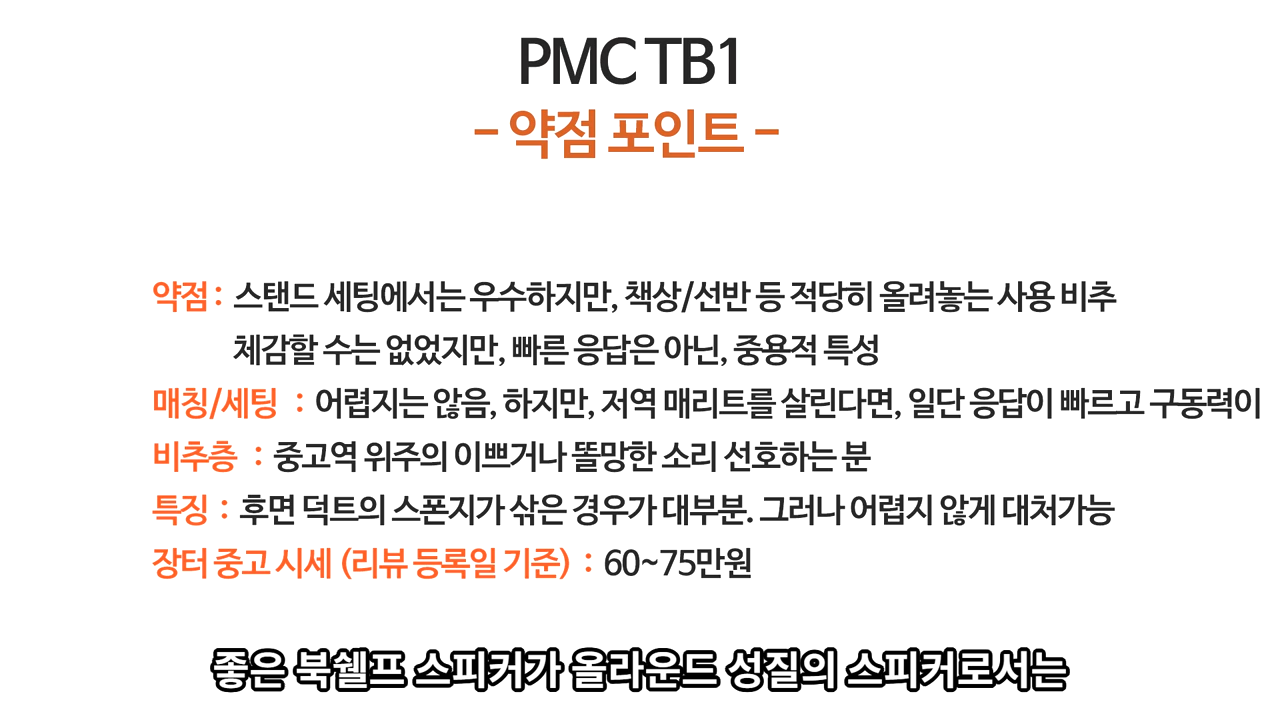 PMC TB1
- 약점 포인트 -
약점 : 스탠드 세팅에서는 우수하지만, 책상/선반 등 적당히 올려놓는 사용 비추
체감할 수는 없었지만, 빠른 응답은 아닌, 중용적 특성
매칭/세팅 : 어렵지는 않음, 하지만, 저역 매리트를 살린다면, 일단 응답이 빠르고 구동력이
비추층 : 중고역 위주의 이쁘거나 똘망한 소리 선호하는 분
특징 : 후면 덕트의 스폰지가 삮은 경우가 대부분. 그러나 어렵지 않게 대처가능
장터 중고 시세 (리뷰 등록일 기준) : 60~75만원
좋은 북쉘프 스피커가 올라운드 성질의 스피커로서는